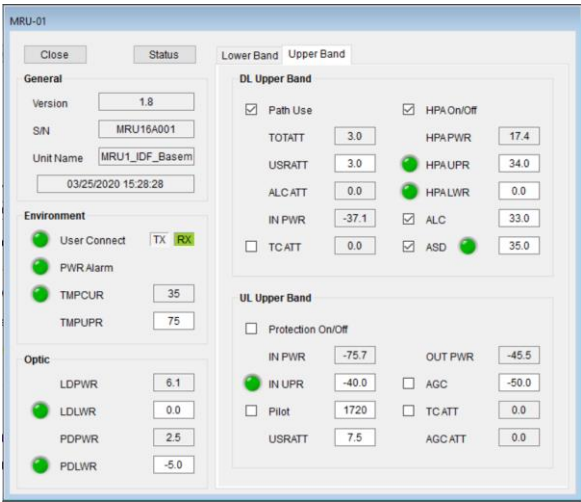 MRU-01
Close Status
General
Version 1.8
S/N MRU16A001
Unit Name MRU1_IDF_Basem
03/25/2020 15:28:28
Environment
User Connect TX RX
PWR Alarm
TMPCUR 35
TMPUPR 75
Optic
LDPWR 6.1
LDLWR 0.0
PDPWR 2.5
PDLWR -5.0
Lower Band Upper Band
DL Upper Band
Path Use HPA On/Off
TOTATT 3.0 HPAPWR 17.4
USRATT 3.0 HPAUPR 34.0
ALC ATT 0.0 HPALWR 0.0
IN PWR -37.1 ALC 33.0
TC ATT 0.0 ASD 35.0
UL Upper Band
Protection On/Off
IN PWR -75.7 OUT PWR -45.5
IN UPR -40.0 AGC -50.0
Pilot 1720 TC ATT 0.0
USRATT 7.5 AGC ATT 0.0